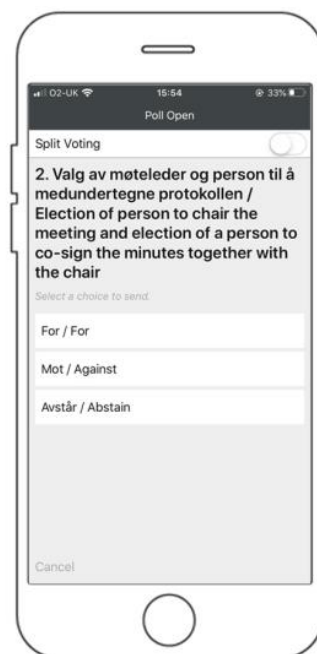 O2-UK 15:54 33%
Poll Open
Split Voting
2. Valg av møteleder og person til å
medundertegne protokollen /
Election of person to chair the
meeting and election of a person to
co-sign the minutes together with
the chair
Select a choice to send.
For / For
Mot / Against
Avstår / Abstain
Cancel